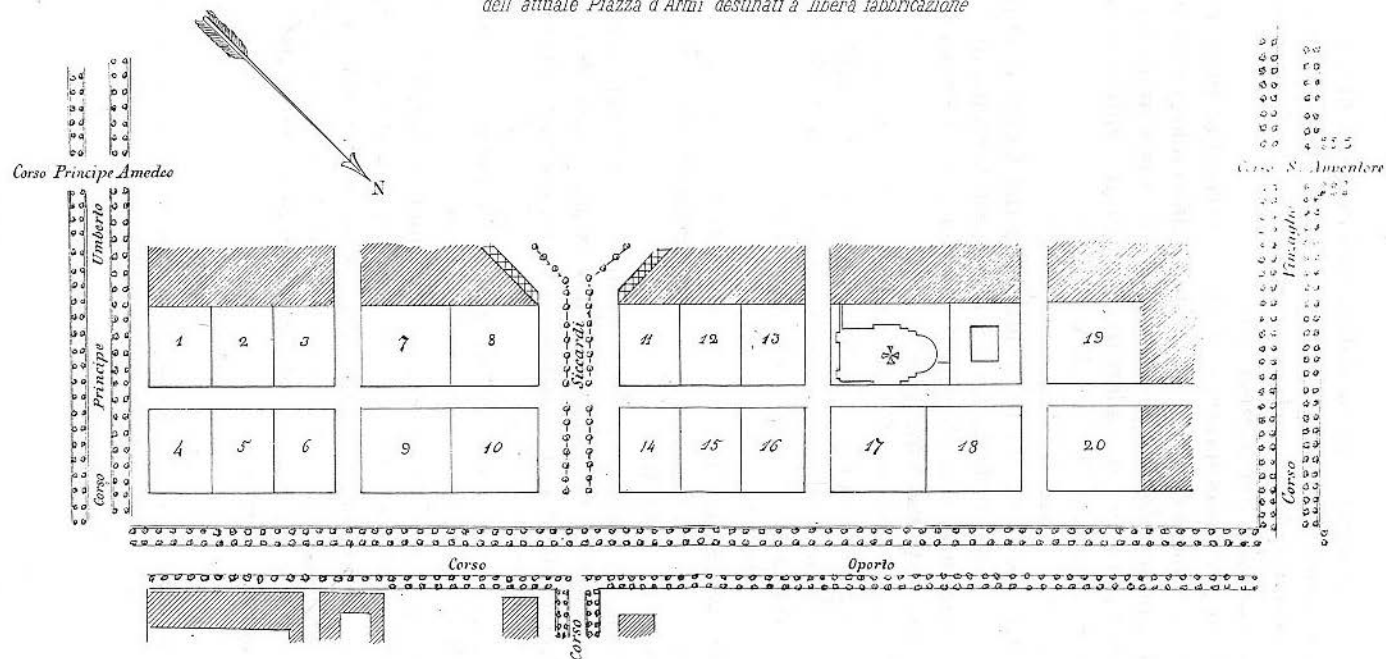 dell' attuale Piazza d'Armi destinati a libera fabbricazione
Corso Principe Amedeo
Corso S. Avventore
N
Corso Principe Umberto
Corso Vinzaglio
Siccardi
1 2 3 7 8 11 12 13 19
4 5 6 9 10 14 15 16 17 18 20
Corso Oporto
Corso